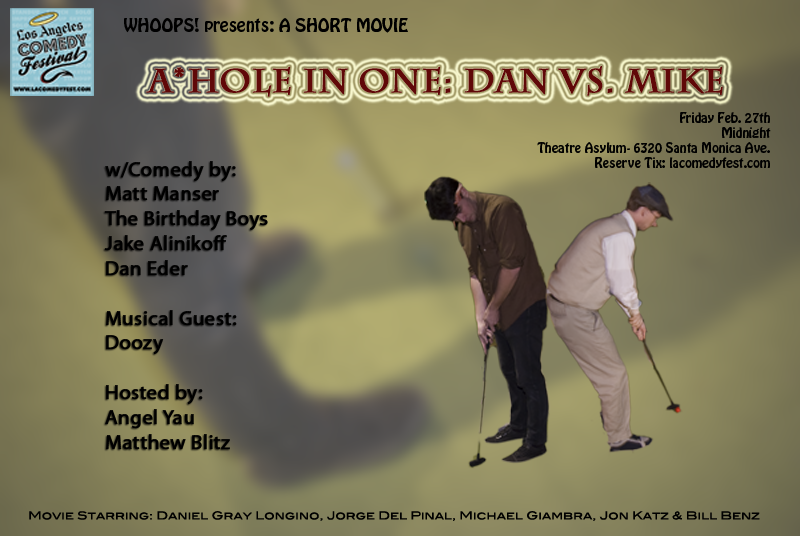 Los Angeles
COMEDY
Festival
WWW.LACOMEDYFEST.COM
WHOOPS! presents: A SHORT MOVIE
A*HOLE IN ONE: DAN VS. MIKE
Friday Feb. 27th
Midnight
Theatre Asylum- 6320 Santa Monica Ave.
Reserve Tix: lacomedyfest.com
w/Comedy by:
Matt Manser
The Birthday Boys
Jake Alinikoff
Dan Eder
Musical Guest:
Doozy
Hosted by:
Angel Yau
Matthew Blitz
Movie Starring: Daniel Gray Longino, Jorge Del Pinal, Michael Giambra, Jon Katz & Bill Benz